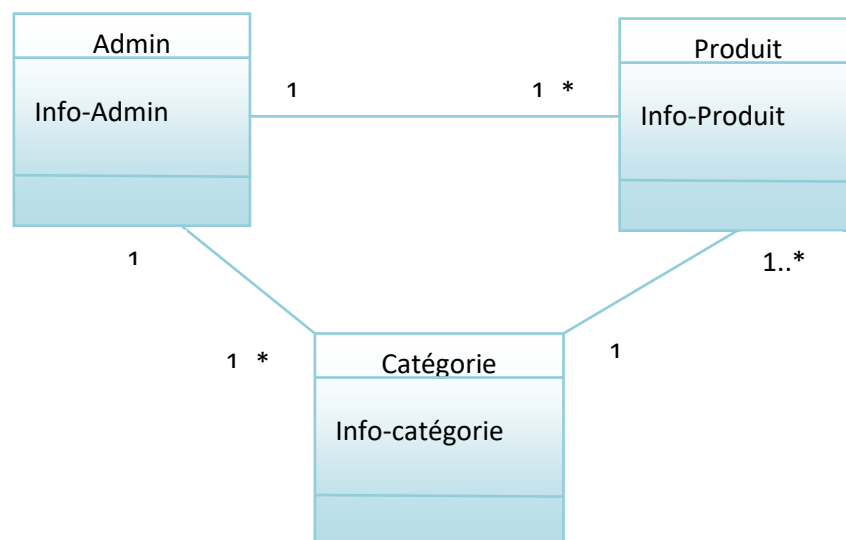 Admin
Produit
Info-Admin
1
1 *
Info-Produit
1
1..*
1 *
1
Catégorie
Info-catégorie